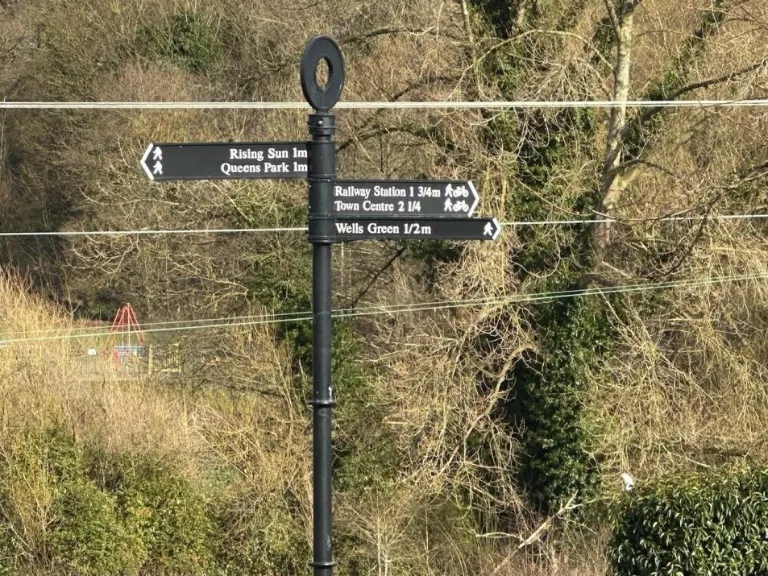 Rising Sun 1m
Queens Park 1m
Railway Station 1 3/4m
Town Centre 2 1/4
Wells Green 1/2m